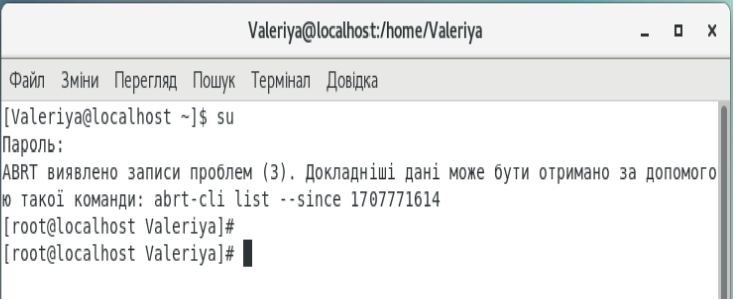 Valeriya@localhost:/home/Valeriya
Файл Зміни Перегляд Пошук Термінал Довідка
[Valeriya@localhost ~]$ su
Пароль:
ABRT виявлено записи проблем (3). Докладніші дані може бути отримано за допомого
ю такої команди: abrt-cli list --since 1707771614
[root@localhost Valeriya]#
[root@localhost Valeriya]#